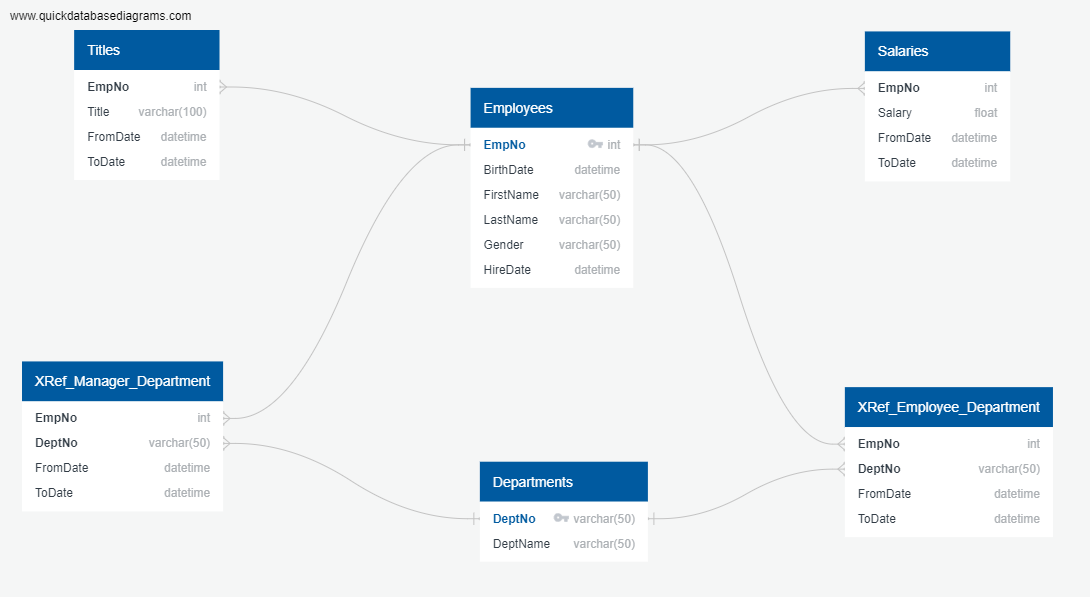 www.quickdatabasediagrams.com
Titles
EmpNo int
Title varchar(100)
FromDate datetime
ToDate datetime
Employees
EmpNo int
BirthDate datetime
FirstName varchar(50)
LastName varchar(50)
Gender varchar(50)
HireDate datetime
Salaries
EmpNo int
Salary float
FromDate datetime
ToDate datetime
XRef_Manager_Department
EmpNo int
DeptNo varchar(50)
FromDate datetime
ToDate datetime
Departments
DeptNo varchar(50)
DeptName varchar(50)
XRef_Employee_Department
EmpNo int
DeptNo varchar(50)
FromDate datetime
ToDate datetime